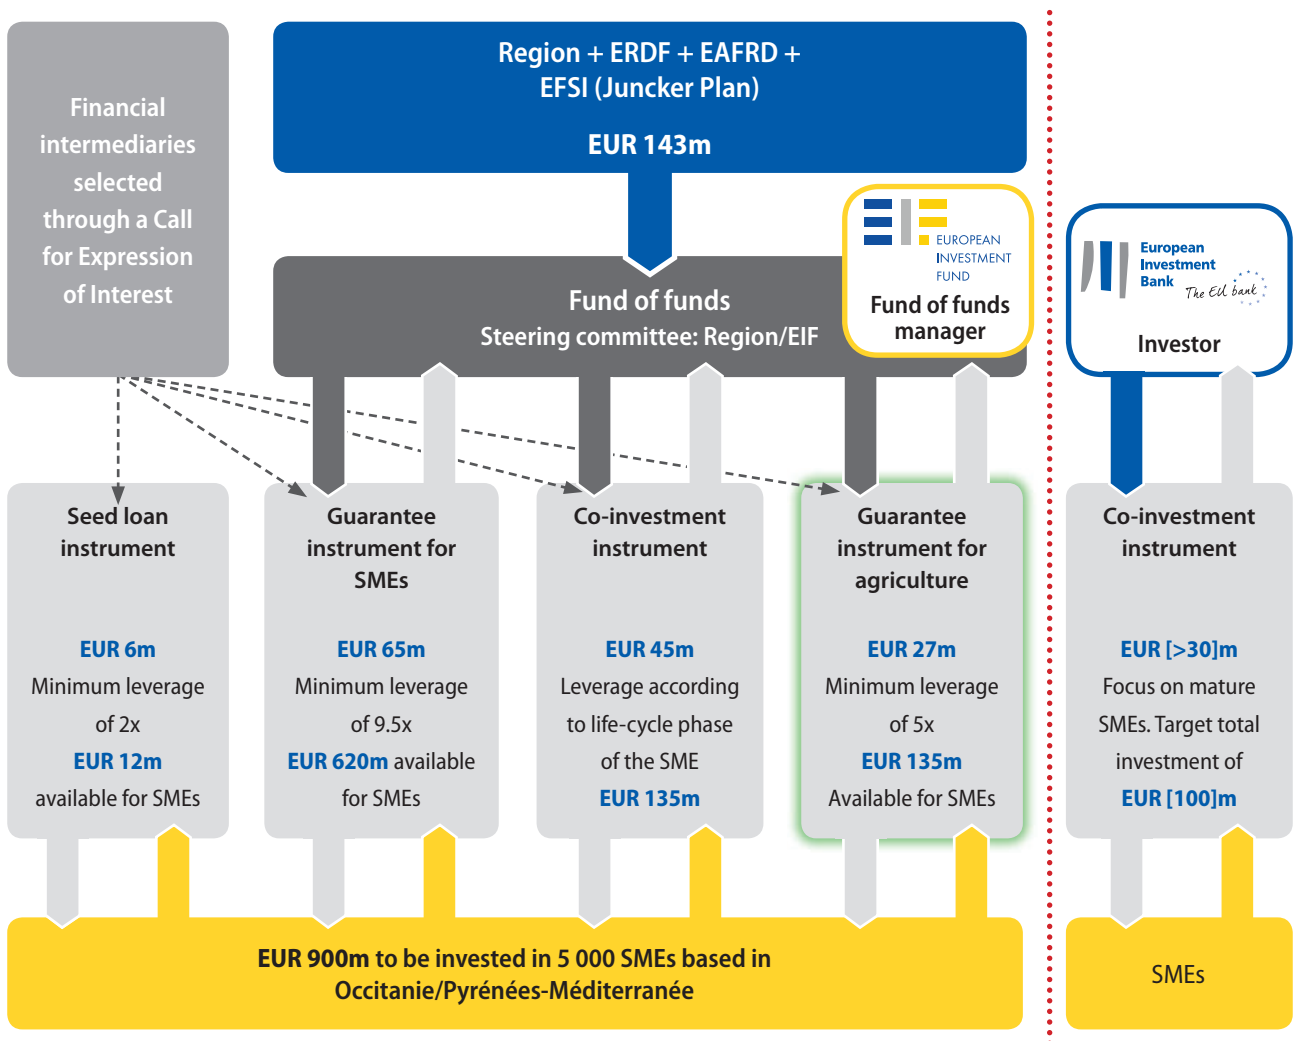 Financial
intermediaries
selected
through a Call
for Expression
of Interest
Region + ERDF + EAFRD +
EFSI (Juncker Plan)
EUR 143m
EUROPEAN
INVESTMENT
FUND
Fund of funds
manager
Fund of funds
Steering committee: Region/EIF
European
Investment
Bank
The EU bank
Investor
Seed loan
instrument
EUR 6m
Minimum leverage
of 2x
EUR 12m
available for SMEs
Guarantee
instrument for
SMEs
EUR 65m
Minimum leverage
of 9.5x
EUR 620m available
for SMEs
Co-investment
instrument
EUR 45m
Leverage according
to life-cycle phase
of the SME
EUR 135m
Guarantee
instrument for
agriculture
EUR 27m
Minimum leverage
of 5x
EUR 135m
Available for SMEs
Co-investment
instrument
EUR [>30]m
Focus on mature
SMEs. Target total
investment of
EUR [100]m
EUR 900m to be invested in 5 000 SMEs based in
Occitanie/Pyrénées-Méditerranée
SMEs